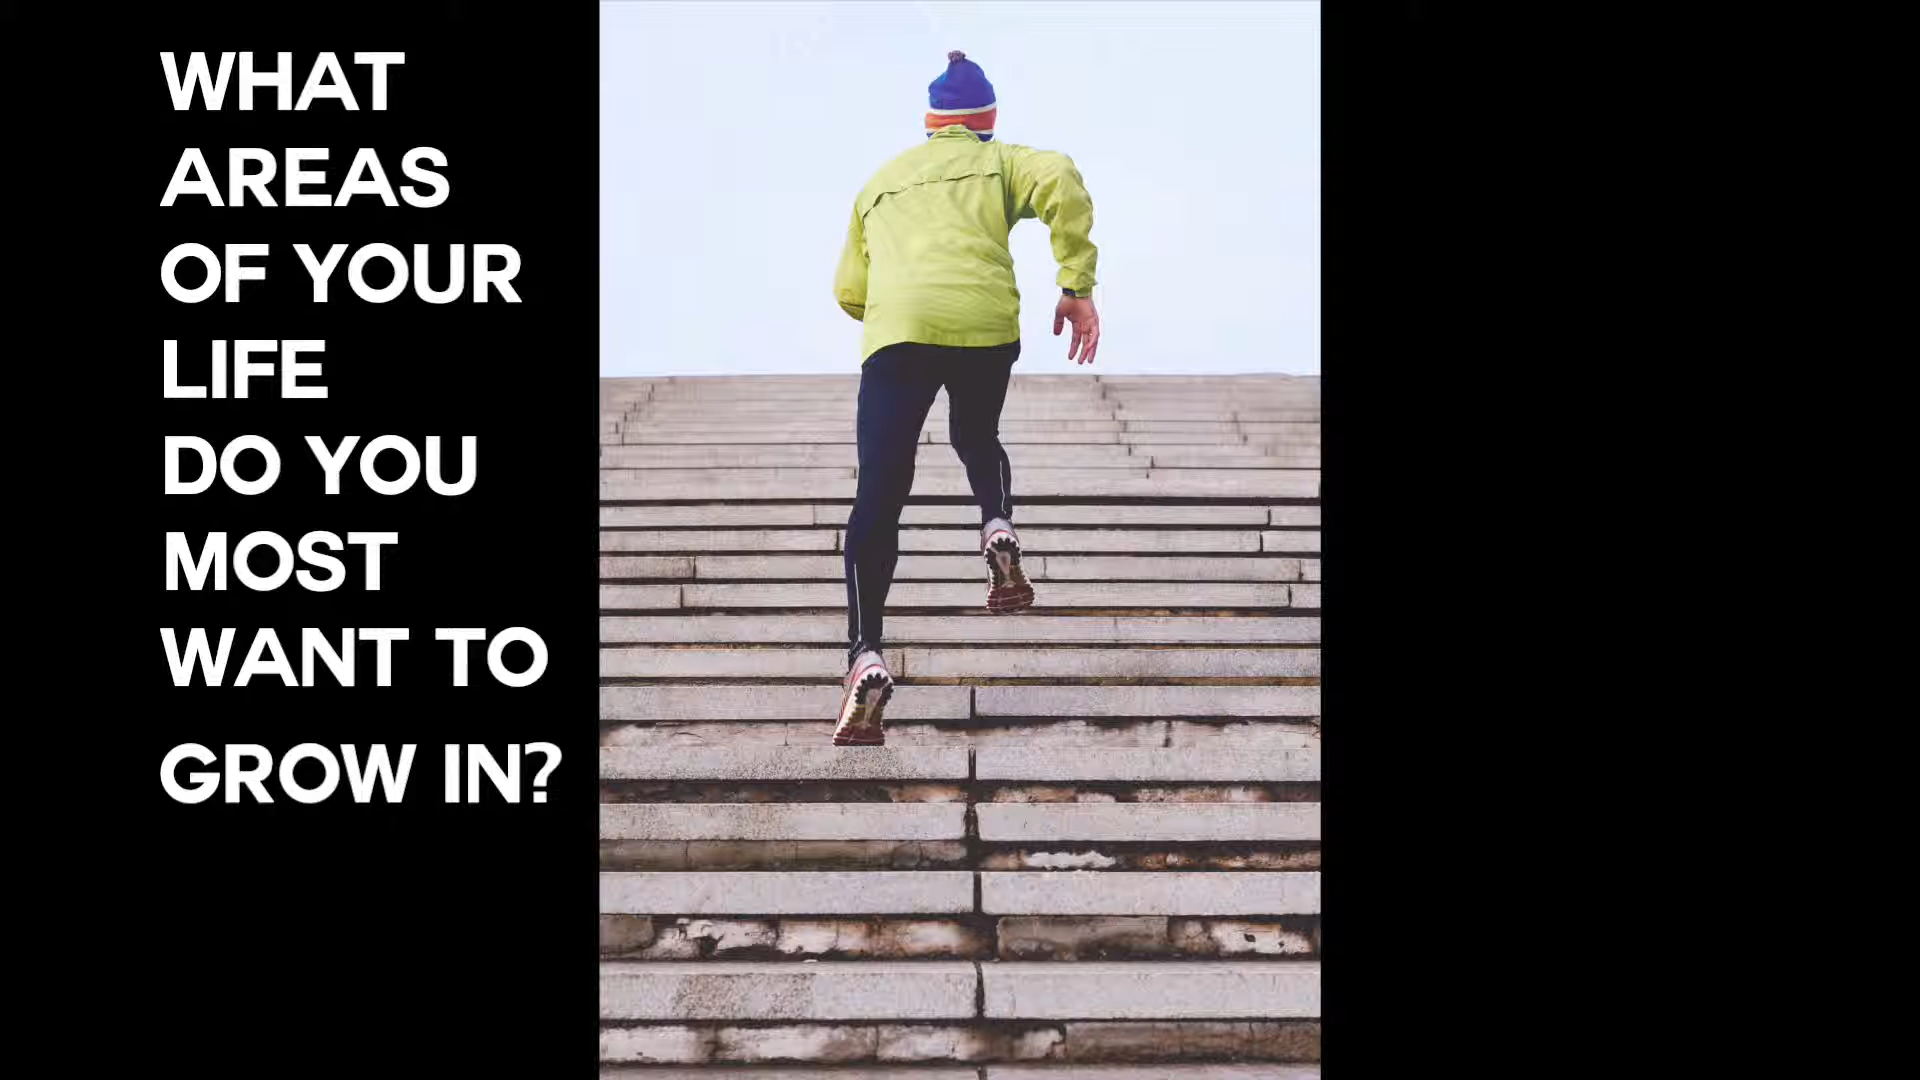 WHAT
AREAS
OF YOUR
LIFE
DO YOU
MOST
WANT TO
GROW IN?